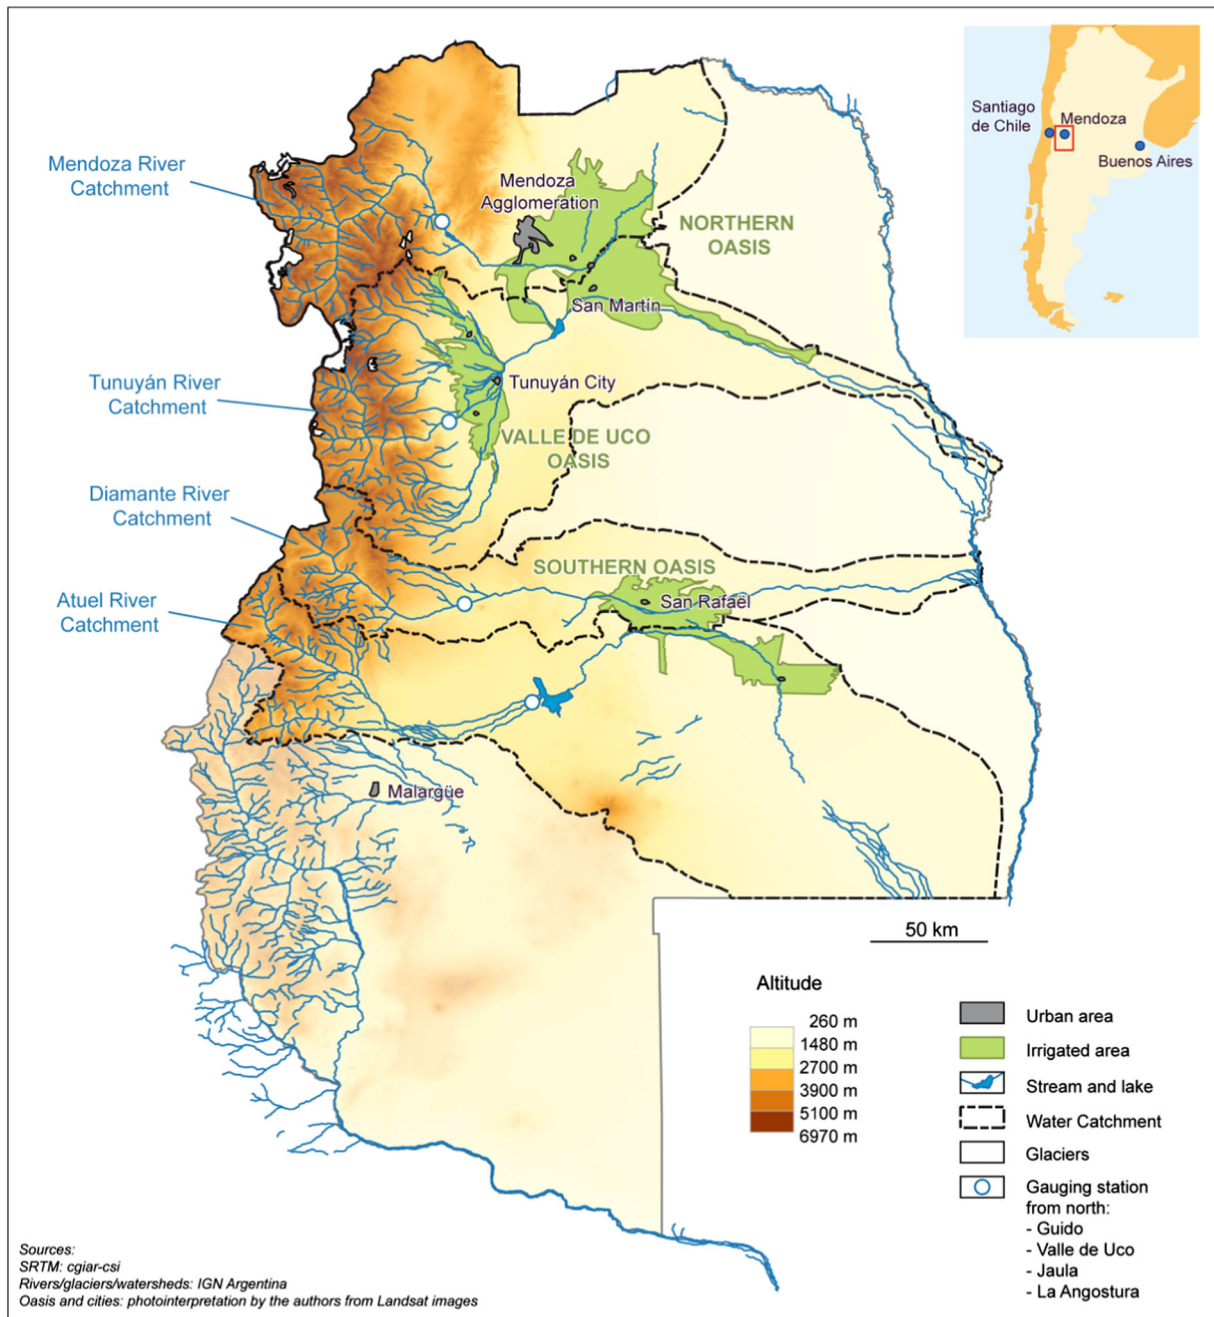 Santiago
de Chile
Mendoza
Buenos Aires
Mendoza River
Catchment
Mendoza
Agglomeration
NORTHERN
OASIS
San Martín
Tunuyán River
Catchment
Tunuyán City
VALLE DE UCO
OASIS
Diamante River
Catchment
SOUTHERN OASIS
Atuel River
Catchment
San Rafaël
Malargüe
50 km
Altitude
260 m
1480 m
2700 m
3900 m
5100 m
6970 m
Urban area
Irrigated area
Stream and lake
Water Catchment
Glaciers
Gauging station
from north:
- Guido
- Valle de Uco
- Jaula
- La Angostura
Sources:
SRTM: cgiar-csi
Rivers/glaciers/watersheds: IGN Argentina
Oasis and cities: photointerpretation by the authors from Landsat images